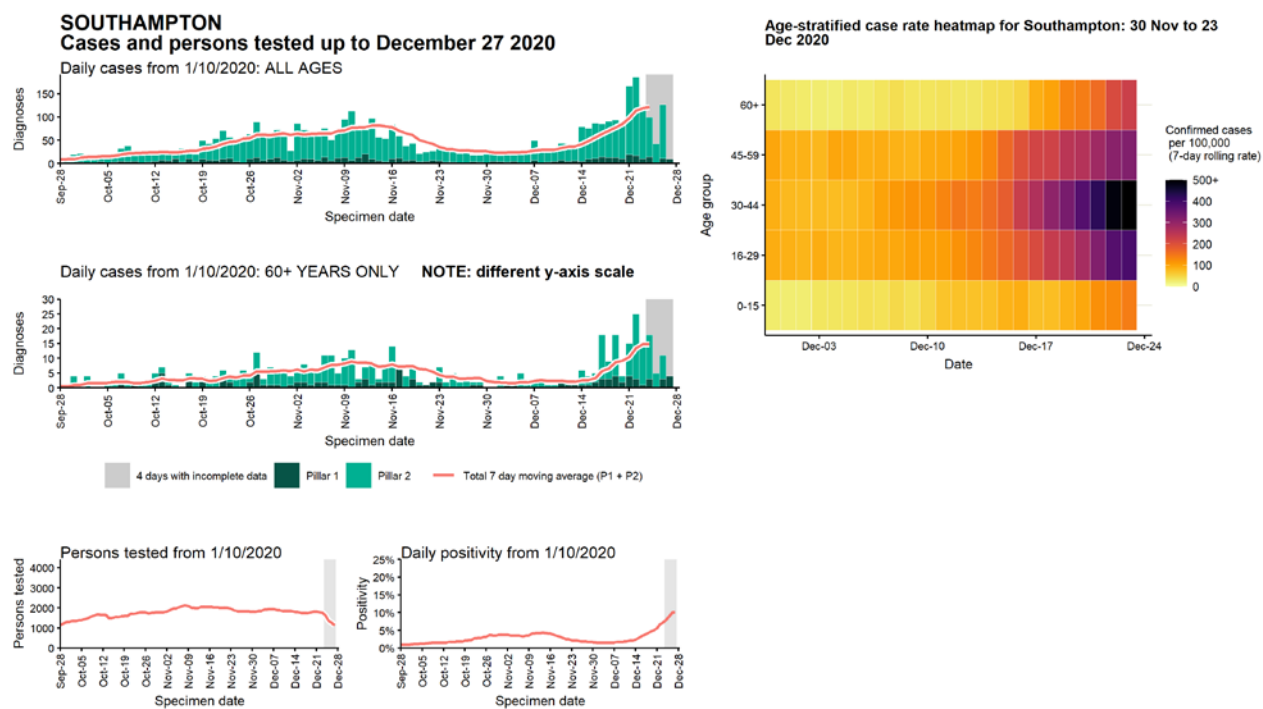 SOUTHAMPTON
Cases and persons tested up to December 27 2020
Daily cases from 1/10/2020: ALL AGES
Diagnoses
150
100
50
0
Sep-28
Oct-05
Oct-12
Oct-19
Oct-26
Nov-02
Nov-09
Nov-16
Nov-23
Nov-30
Dec-07
Dec-14
Dec-21
Dec-28
Specimen date
Daily cases from 1/10/2020: 60+ YEARS ONLY NOTE: different y-axis scale
Diagnoses
30
25
20
15
10
5
0
Sep-28
Oct-05
Oct-12
Oct-19
Oct-26
Nov-02
Nov-09
Nov-16
Nov-23
Nov-30
Dec-07
Dec-14
Dec-21
Dec-28
Specimen date
4 days with incomplete data
Pillar 1
Pillar 2
Total 7 day moving average (P1 + P2)
Persons tested from 1/10/2020
Persons tested
4000
3000
2000
1000
0
Sep-28
Oct-05
Oct-12
Oct-19
Oct-26
Nov-02
Nov-09
Nov-16
Nov-23
Nov-30
Dec-07
Dec-14
Dec-21
Dec-28
Specimen date
Daily positivity from 1/10/2020
Positivity
25%
20%
15%
10%
5%
0%
Sep-28
Oct-05
Oct-12
Oct-19
Oct-26
Nov-02
Nov-09
Nov-16
Nov-23
Nov-30
Dec-07
Dec-14
Dec-21
Dec-28
Specimen date
Age-stratified case rate heatmap for Southampton: 30 Nov to 23
Dec 2020
Age group
60+
45-59
30-44
16-29
0-15
Dec-03
Dec-10
Dec-17
Dec-24
Date
Confirmed cases
per 100,000
(7-day rolling rate)
500+
400
300
200
100
0